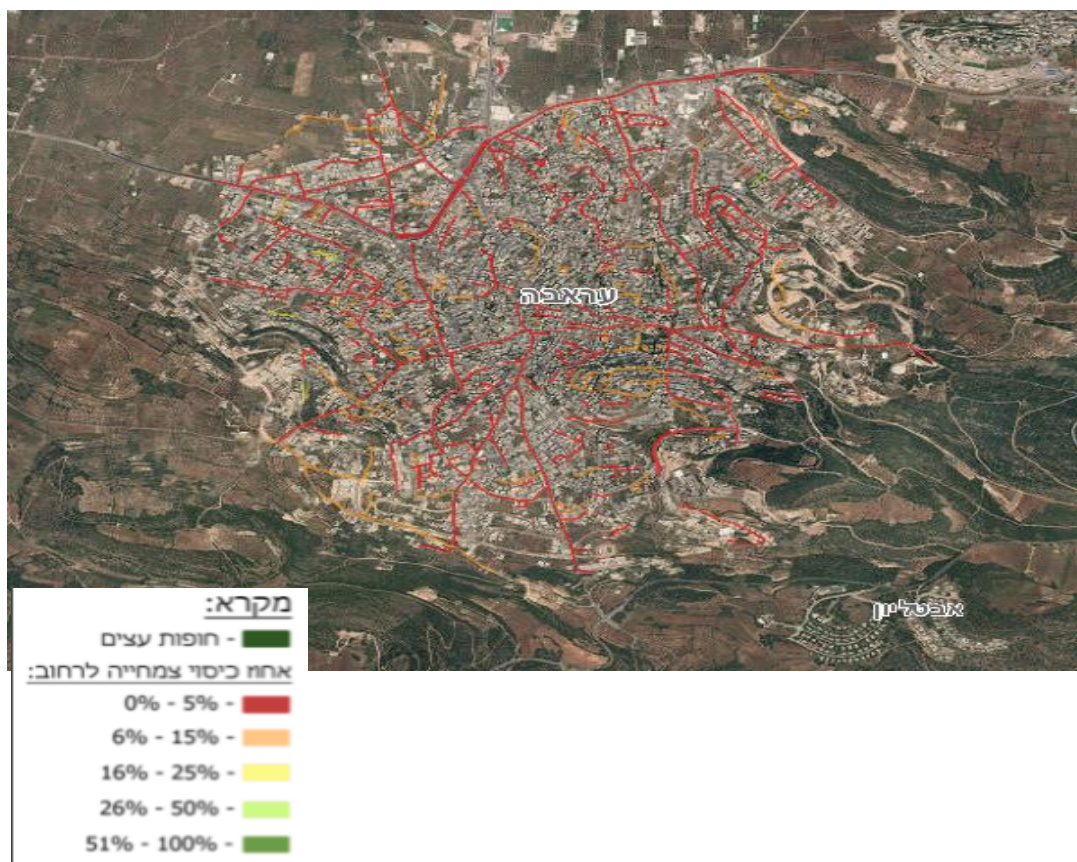 עראבה
אבטליון
מקרא:
- חופות עצים
אחוז כיסוי צמחייה לרחוב:
0% - 5% -
6% - 15% -
16% - 25% -
26% - 50% -
51% - 100% -